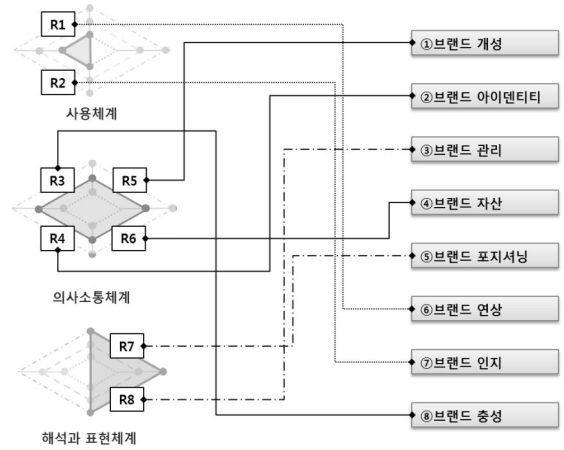 R1
R2
사용체계
R3
R5
R4
R6
의사소통체계
R7
R8
해석과 표현체계
①브랜드 개성
②브랜드 아이덴티티
③브랜드 관리
④브랜드 자산
⑤브랜드 포지셔닝
⑥브랜드 연상
⑦브랜드 인지
⑧브랜드 충성